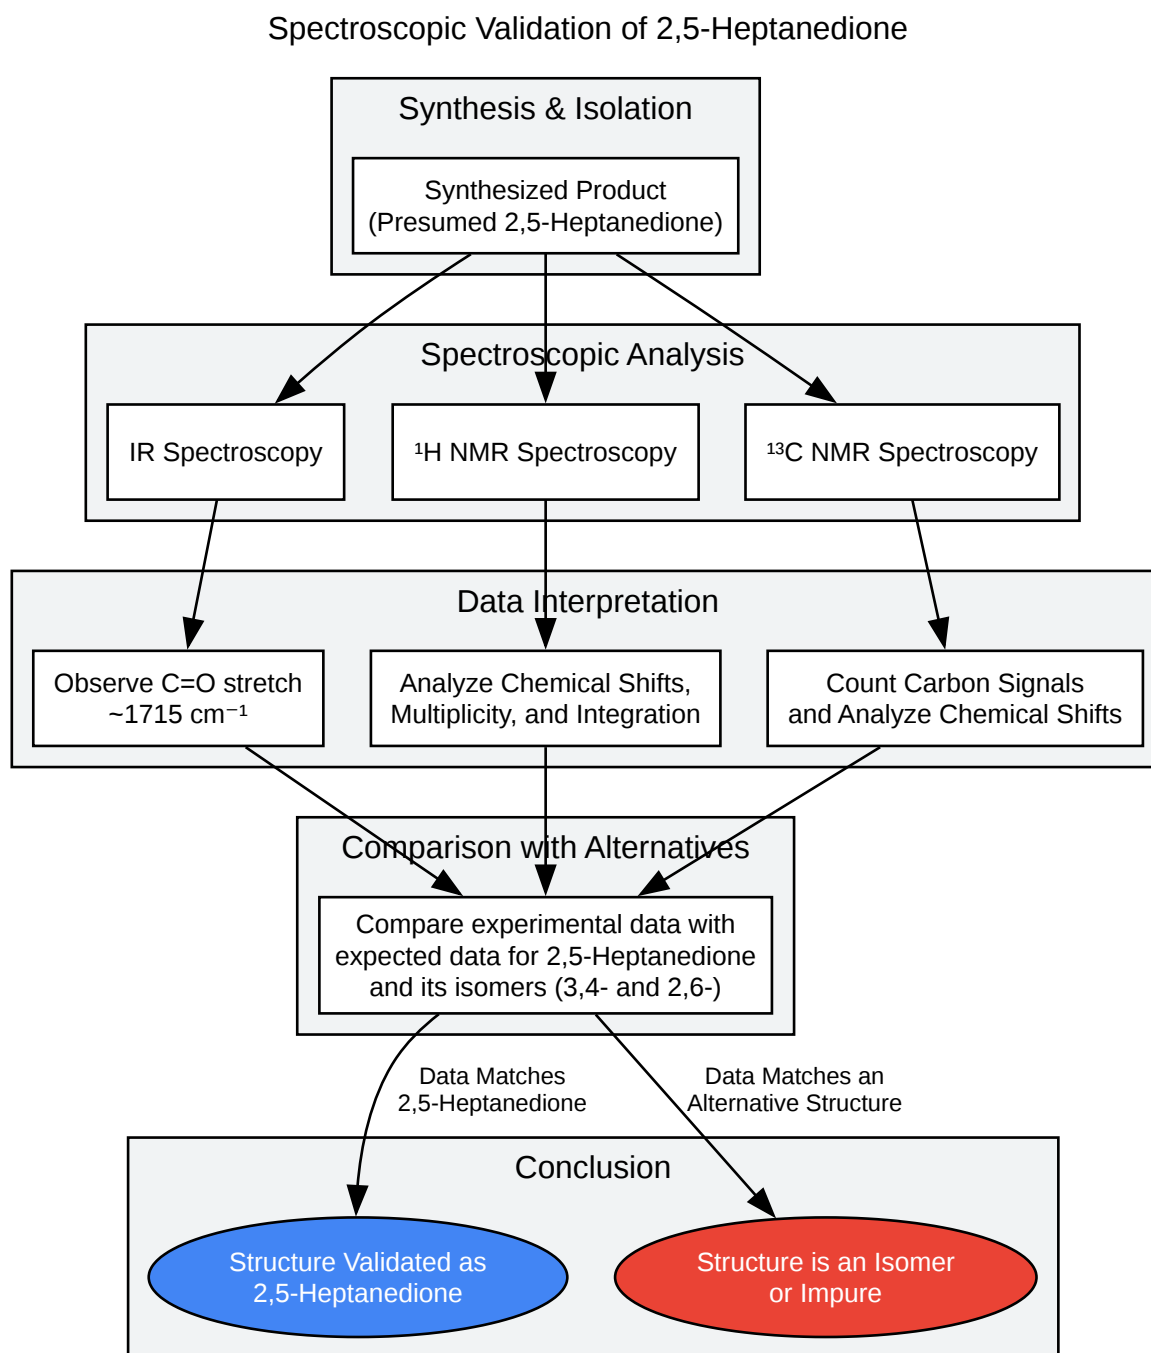 Spectroscopic Validation of 2,5-Heptanedione
Synthesis & Isolation
Synthesized Product
(Presumed 2,5-Heptanedione)
Spectroscopic Analysis
IR Spectroscopy
¹H NMR Spectroscopy
¹³C NMR Spectroscopy
Data Interpretation
Observe C=O stretch
~1715 cm⁻¹
Analyze Chemical Shifts,
Multiplicity, and Integration
Count Carbon Signals
and Analyze Chemical Shifts
Comparison with Alternatives
Compare experimental data with
expected data for 2,5-Heptanedione
and its isomers (3,4- and 2,6-)
Data Matches
2,5-Heptanedione
Data Matches an
Alternative Structure
Conclusion
Structure Validated as
2,5-Heptanedione
Structure is an Isomer
or Impure